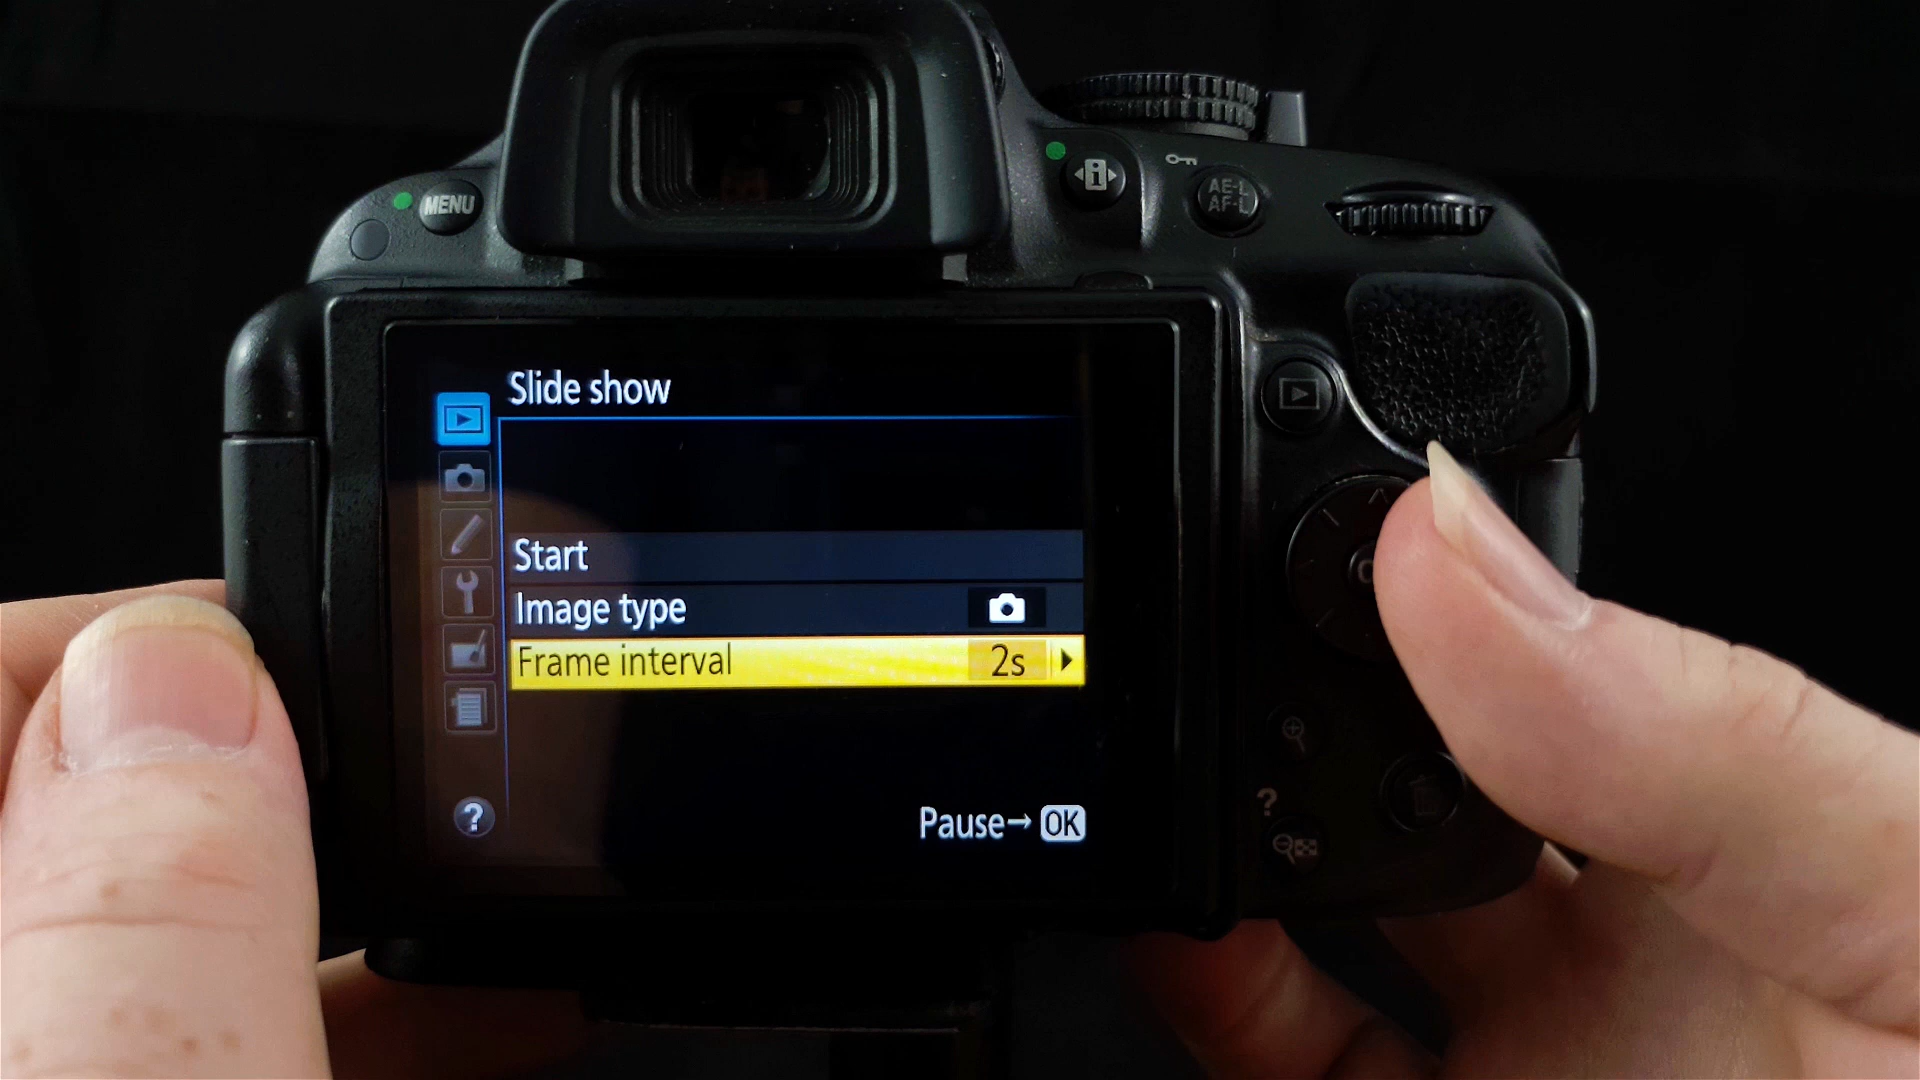 MENU
i
AE-L
AF-L
Slide show
Start
Image type
Frame interval 2s
?
?
Pause→ OK